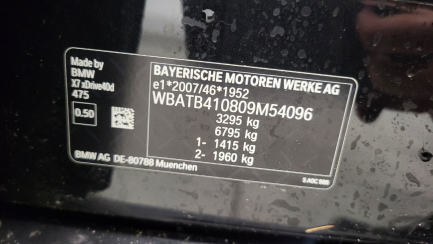 Made by
BMW
X7 xDrive40d
475
0.50
BAYERISCHE MOTOREN WERKE AG
e1*2007/46*1952
WBATB410809M54096
3295 kg
6795 kg
1- 1415 kg
2- 1960 kg
BMW AG DE-80788 Muenchen